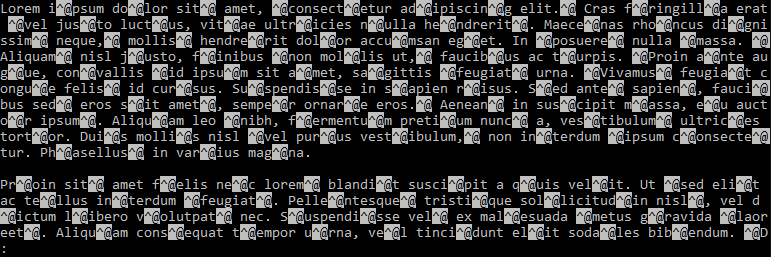 Lorem i^@psum do^@lor sit^@ amet, ^@consect^@etur ad^@ipiscin^@g elit.^@ Cras f^@ringill^@a erat
 ^@vel jus^@to luct^@us, vit^@ae ultr^@icies n^@ulla he^@ndrerit^@. Maece^@nas rho^@ncus di^@gni
ssim^@ neque,^@ mollis^@ hendre^@rit dol^@or accu^@msan eg^@et. In ^@posuere^@ nulla ^@massa. ^@
Aliquam^@ nisl j^@usto, f^@inibus ^@non mol^@lis ut,^@ faucib^@us ac t^@urpis. ^@Proin a^@nte au
g^@ue, con^@vallis ^@id ipsu^@m sit a^@met, sa^@gittis ^@feugiat^@ urna. ^@Vivamus^@ feugia^@t c
ongu^@e felis^@ id cur^@sus. Su^@spendis^@se in s^@apien r^@isus. S^@ed ante^@ sapien^@, fauci^@
bus sed^@ eros s^@it amet^@, sempe^@r ornar^@e eros.^@ Aenean^@ in sus^@cipit m^@assa, e^@u auct
o^@r ipsum^@. Aliqu^@am leo ^@nibh, f^@ermentu^@m preti^@um nunc^@ a, ves^@tibulum^@ ultric^@es 
tort^@or. Dui^@s molli^@s nisl ^@vel pur^@us vest^@ibulum,^@ non in^@terdum ^@ipsum c^@onsecte^@
tur. Ph^@asellus^@ in var^@ius mag^@na.

Pr^@oin sit^@ amet f^@elis ne^@c lorem^@ blandi^@t susci^@pit a q^@uis vel^@it. Ut ^@sed eli^@t 
ac te^@llus in^@terdum ^@feugiat^@. Pelle^@ntesque^@ tristi^@que sol^@licitud^@in nisl^@, vel d
^@ictum l^@ibero v^@olutpat^@ nec. S^@uspendi^@sse vel^@ ex mal^@esuada ^@metus g^@ravida ^@laor
eet^@. Aliqu^@am cons^@equat t^@empor u^@rna, ve^@l tinci^@dunt el^@it soda^@les bib^@endum. ^@D
: